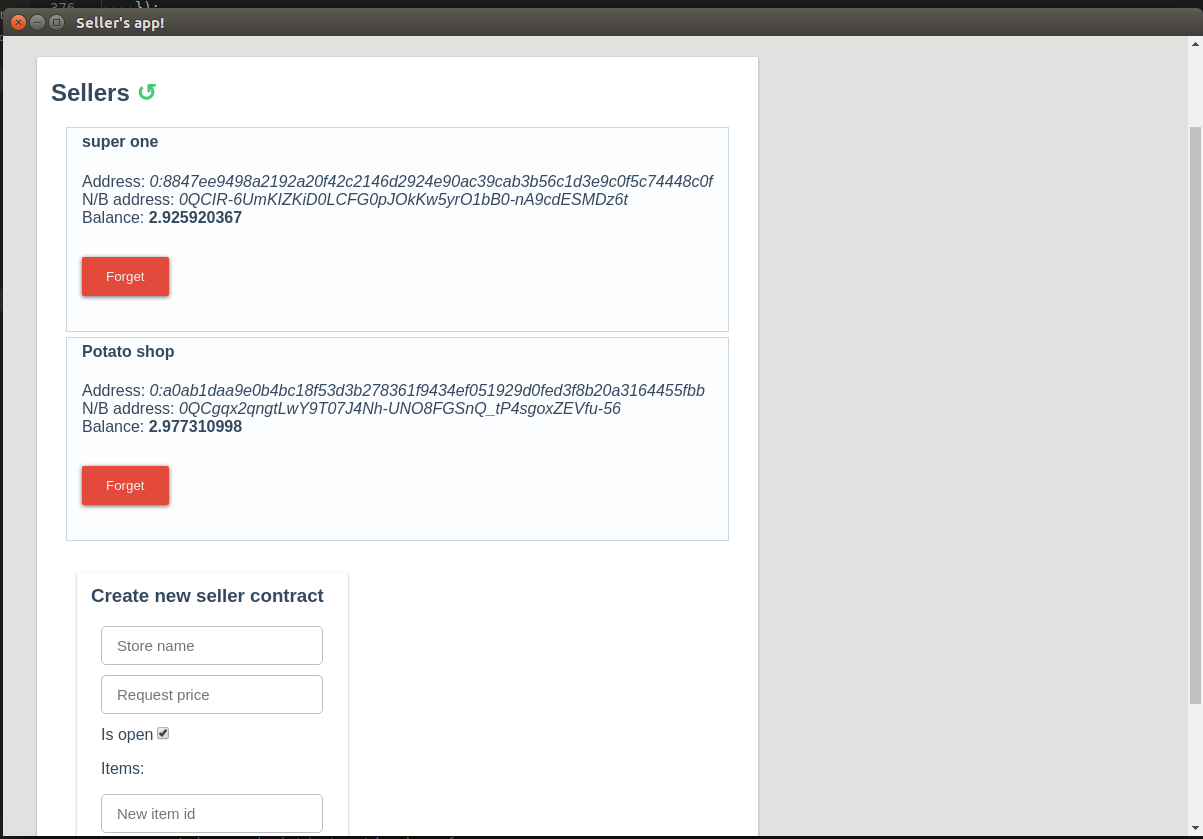 376 });
Seller's app!
Sellers ↺
super one
Address: 0:8847ee9498a2192a20f42c2146d2924e90ac39cab3b56c1d3e9c0f5c74448c0f
N/B address: 0QCIR-6UmKIZKiD0LCFG0pJOkKw5yrO1bB0-nA9cdESMDz6t
Balance: 2.925920367
Forget
Potato shop
Address: 0:a0ab1daa9e0b4bc18f53d3b278361f9434ef051929d0fed3f8b20a3164455fbb
N/B address: 0QCgqx2qngtLwY9T07J4Nh-UNO8FGSnQ_tP4sgoxZEVfu-56
Balance: 2.977310998
Forget
Create new seller contract
Store name
Request price
Is open
Items:
New item id